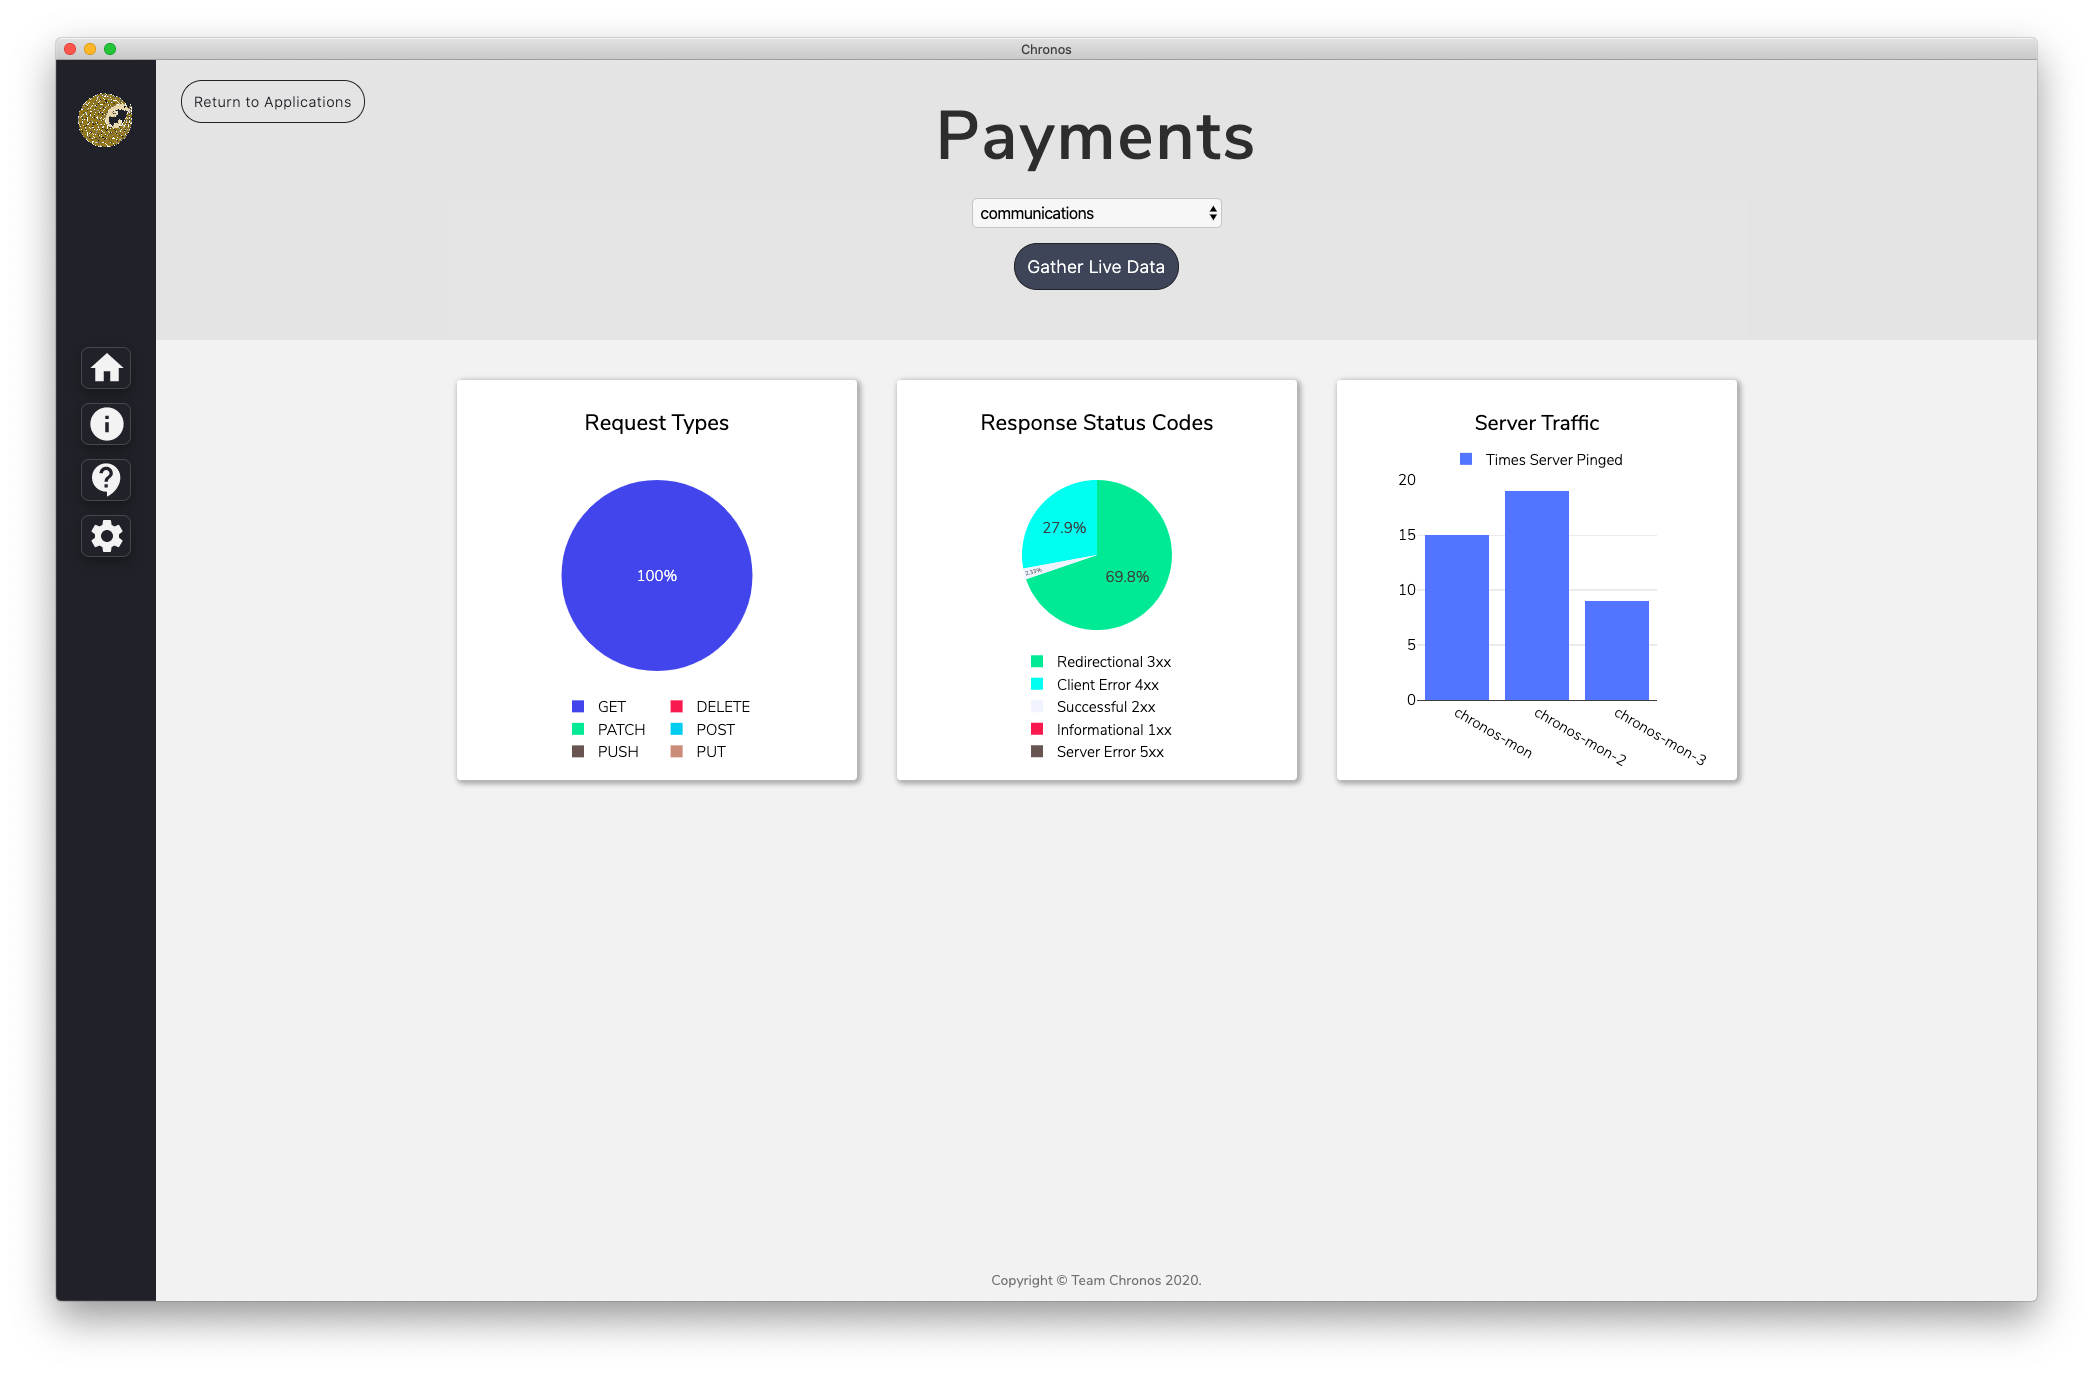 Chronos
Return to Applications
Payments
communications
Gather Live Data
Request Types
100%
GET
DELETE
PATCH
POST
PUSH
PUT
Response Status Codes
27.9%
2.33%
69.8%
Redirectional 3xx
Client Error 4xx
Successful 2xx
Informational 1xx
Server Error 5xx
Server Traffic
Times Server Pinged
20
15
10
5
0
chronos-mon
chronos-mon-2
chronos-mon-3
Copyright © Team Chronos 2020.